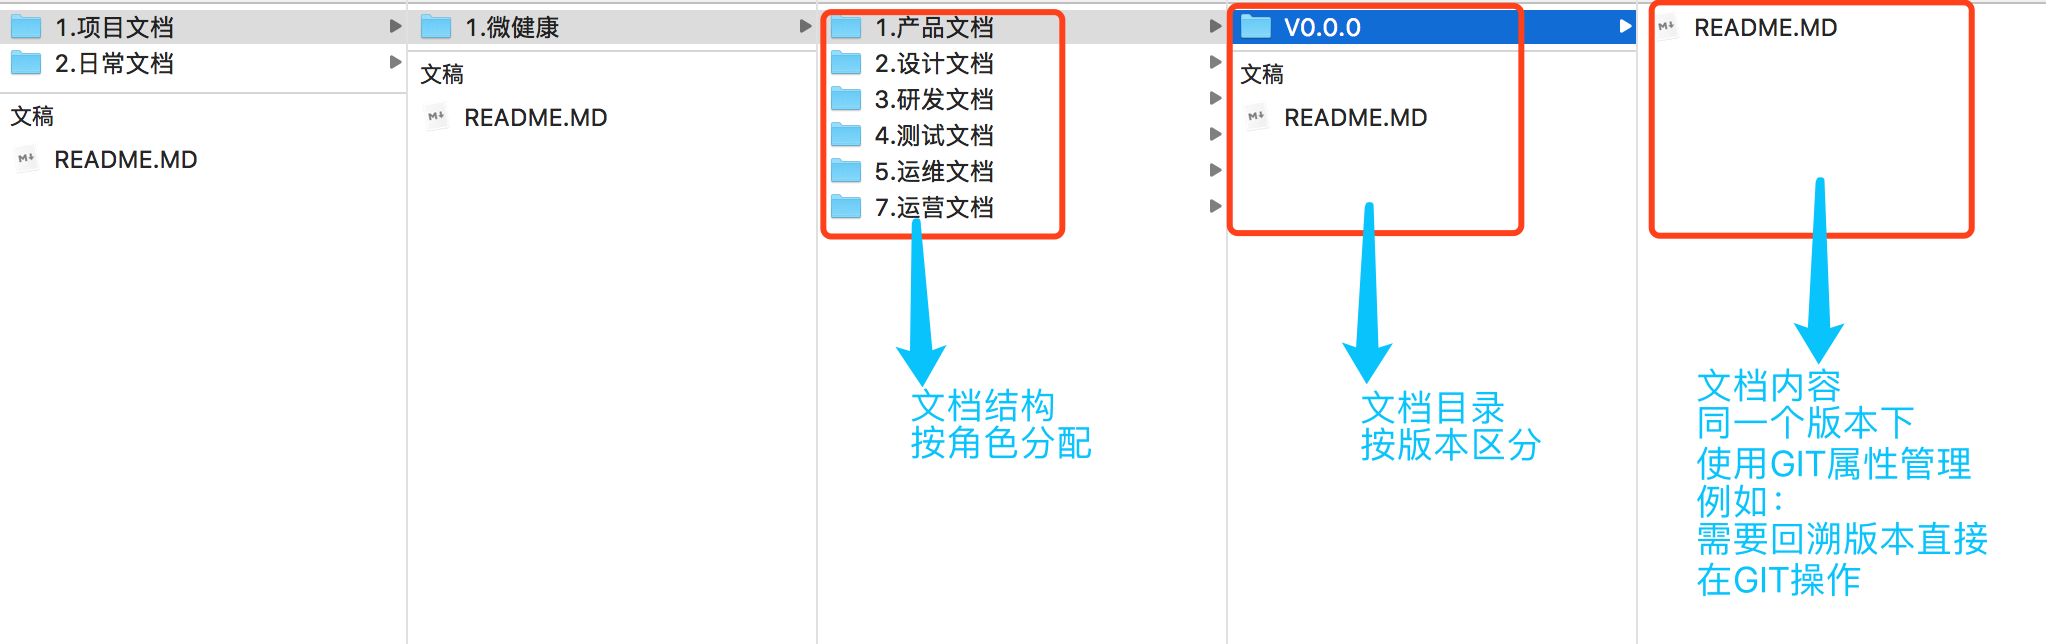 1.项目文档
2.日常文档
文稿
README.MD
1.微健康
文稿
README.MD
1.产品文档
2.设计文档
3.研发文档
4.测试文档
5.运维文档
7.运营文档
文档结构
按角色分配
V0.0.0
文稿
README.MD
文档目录
按版本区分
README.MD
文档内容
同一个版本下
使用GIT属性管理
例如：
需要回溯版本直接
在GIT操作